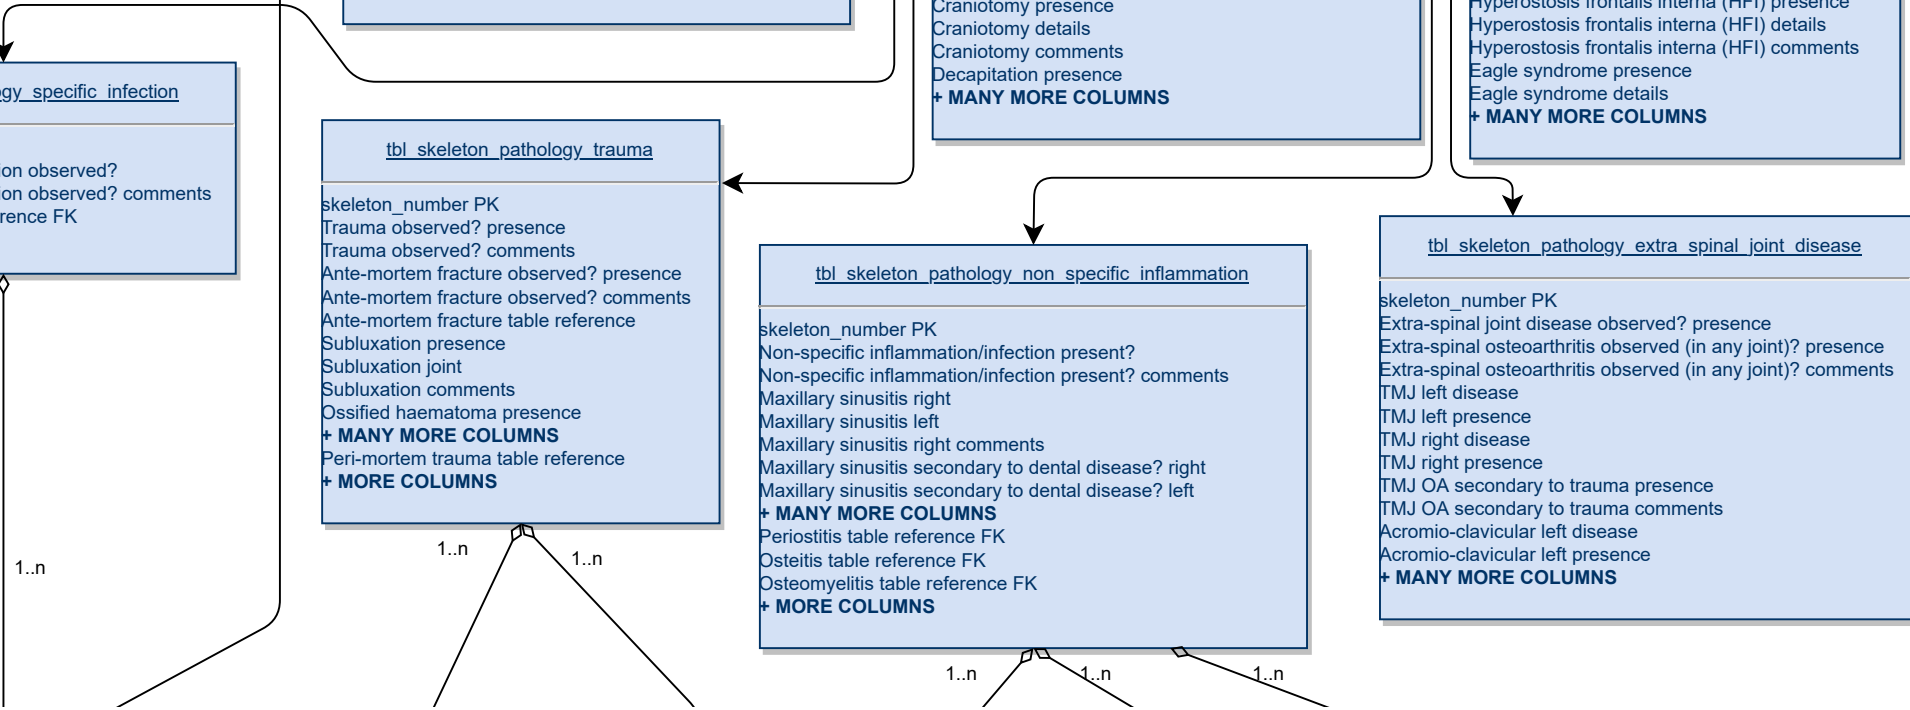 Craniotomy presence
Craniotomy details
Craniotomy comments
Decapitation presence
+ MANY MORE COLUMNS
Hyperostosis frontalis interna (HFI) presence
Hyperostosis frontalis interna (HFI) details
Hyperostosis frontalis interna (HFI) comments
Eagle syndrome presence
Eagle syndrome details
+ MANY MORE COLUMNS
gy_specific_infection
ion observed?
ion observed? comments
rence FK
1..n
tbl_skeleton_pathology_trauma
skeleton_number PK
Trauma observed? presence
Trauma observed? comments
Ante-mortem fracture observed? presence
Ante-mortem fracture observed? comments
Ante-mortem fracture table reference
Subluxation presence
Subluxation joint
Subluxation comments
Ossified haematoma presence
+ MANY MORE COLUMNS
Peri-mortem trauma table reference
+ MORE COLUMNS
1..n
1..n
tbl_skeleton_pathology_non_specific_inflammation
skeleton_number PK
Non-specific inflammation/infection present?
Non-specific inflammation/infection present? comments
Maxillary sinusitis right
Maxillary sinusitis left
Maxillary sinusitis right comments
Maxillary sinusitis secondary to dental disease? right
Maxillary sinusitis secondary to dental disease? left
+ MANY MORE COLUMNS
Periostitis table reference FK
Osteitis table reference FK
Osteomyelitis table reference FK
+ MORE COLUMNS
1..n
1..n
1..n
tbl_skeleton_pathology_extra_spinal_joint_disease
skeleton_number PK
Extra-spinal joint disease observed? presence
Extra-spinal osteoarthritis observed (in any joint)? presence
Extra-spinal osteoarthritis observed (in any joint)? comments
TMJ left disease
TMJ left presence
TMJ right disease
TMJ right presence
TMJ OA secondary to trauma presence
TMJ OA secondary to trauma comments
Acromio-clavicular left disease
Acromio-clavicular left presence
+ MANY MORE COLUMNS